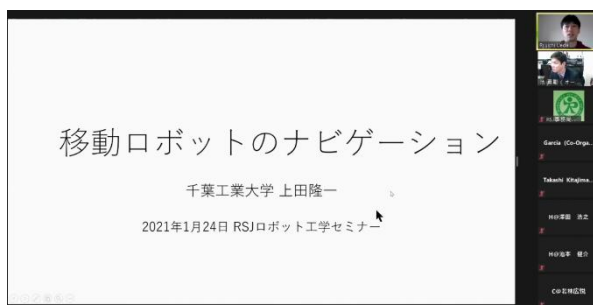 移動ロボットのナビゲーション
千葉工業大学 上田隆一
2021年1月24日 RSJロボット工学セミナー
Garcia (Co-Orga...
Takashi Kitajima...